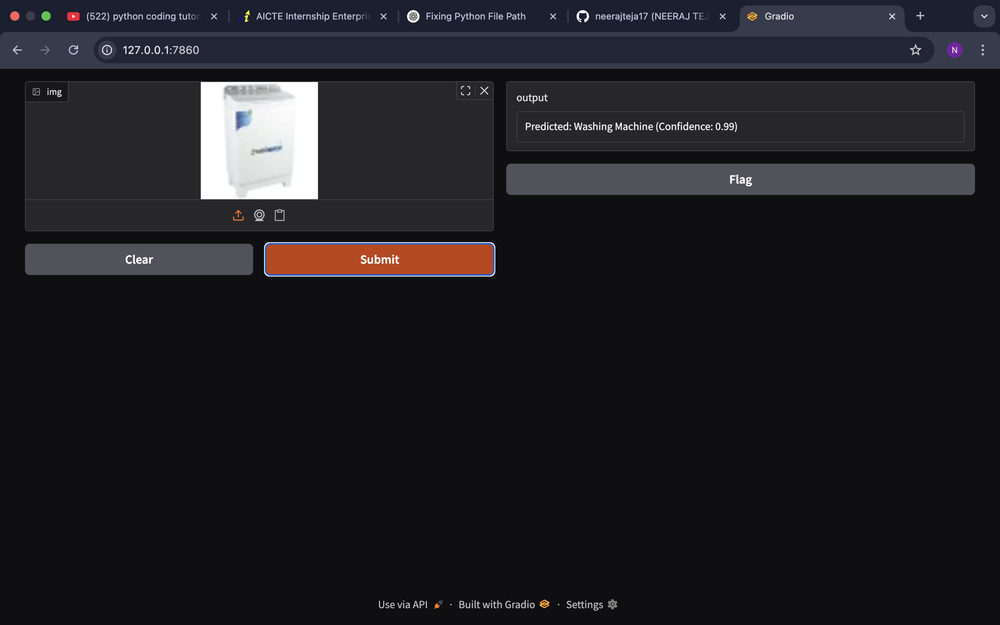 (522) python coding tutor
AICTE Internship Enterpris
Fixing Python File Path
neerajteja17 (NEERAJ TEJ
Gradio
127.0.0.1:7860
N
img
output
Predicted: Washing Machine (Confidence: 0.99)
Flag
Clear
Submit
Use via API · Built with Gradio · Settings